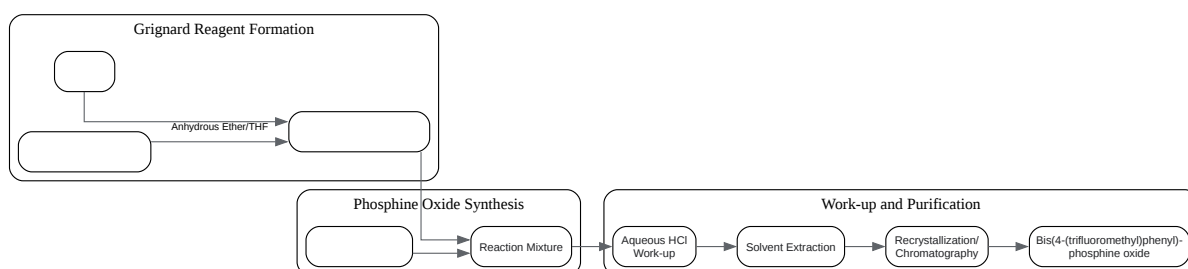 Grignard Reagent Formation
Anhydrous Ether/THF
Phosphine Oxide Synthesis
Reaction Mixture
Work-up and Purification
Aqueous HCl
Work-up
Solvent Extraction
Recrystallization/
Chromatography
Bis(4-(trifluoromethyl)phenyl)-
phosphine oxide